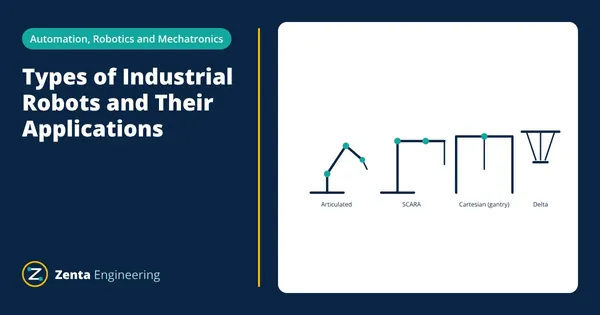 Automation, Robotics and Mechatronics
Types of Industrial
Robots and Their
Applications
Articulated
SCARA
Cartesian (gantry)
Delta
Z
Zenta Engineering